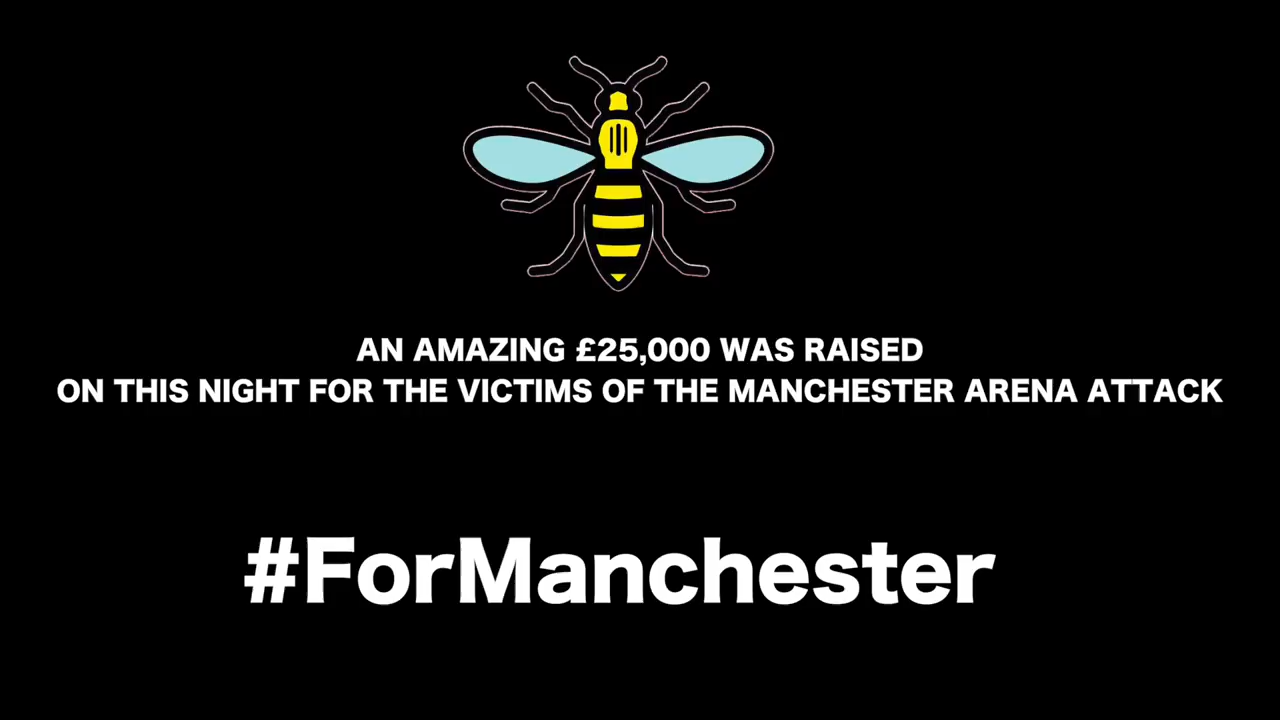 AN AMAZING £25,000 WAS RAISED
ON THIS NIGHT FOR THE VICTIMS OF THE MANCHESTER ARENA ATTACK
#ForManchester